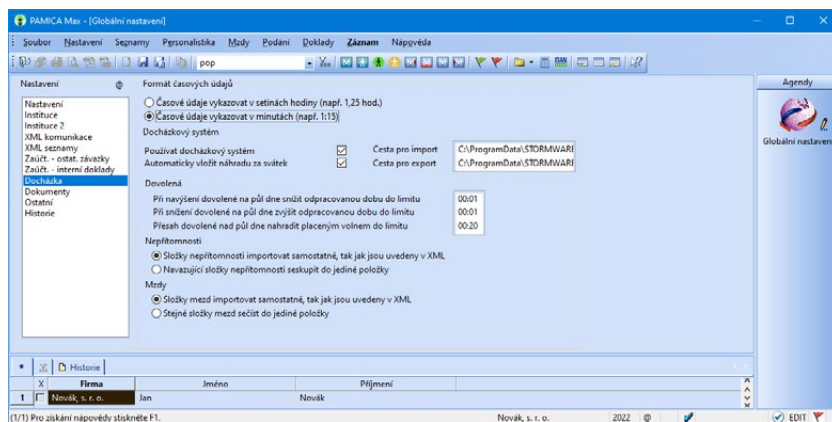 PAMICA Max - [Globální nastavení]
Soubor Nastavení Seznamy Personalistika Mzdy Podání Doklady Záznam Nápověda
pop
Nastavení @
Nastavení
Instituce
Instituce 2
XML komunikace
XML seznamy
Zaúčt. - ostat. závazky
Zaúčt. - interní doklady
Docházka
Dokumenty
Ostatní
Historie
Formát časových údajů
Časové údaje vykazovat v setinách hodiny (např. 1,25 hod.)
Časové údaje vykazovat v minutách (např. 1:15)
Docházkový systém
Používat docházkový systém Cesta pro import C:\ProgramData\STORMWARE
Automaticky vložit náhradu za svátek Cesta pro export C:\ProgramData\STORMWARE
Dovolená
Při navýšení dovolené na půl dne snížit odpracovanou dobu do limitu 00:01
Při snížení dovolené na půl dne zvýšit odpracovanou dobu do limitu 00:01
Přesah dovolené nad půl dne nahradit placeným volnem do limitu 00:20
Nepřítomnosti
Složky nepřítomnosti importovat samostatně, tak jak jsou uvedeny v XML
Navazující složky nepřítomnosti seskupit do jediné položky
Mzdy
Složky mezd importovat samostatně, tak jak jsou uvedeny v XML
Stejné složky mezd sečíst do jediné položky
Agendy
Globální nastaven
Historie
X Firma Jméno Příjmení
1 Novák, s. r. o. Jan Novák
(1/1) Pro získání nápovědy stiskněte F1. Novák, s. r. o. 2022 @ EDIT